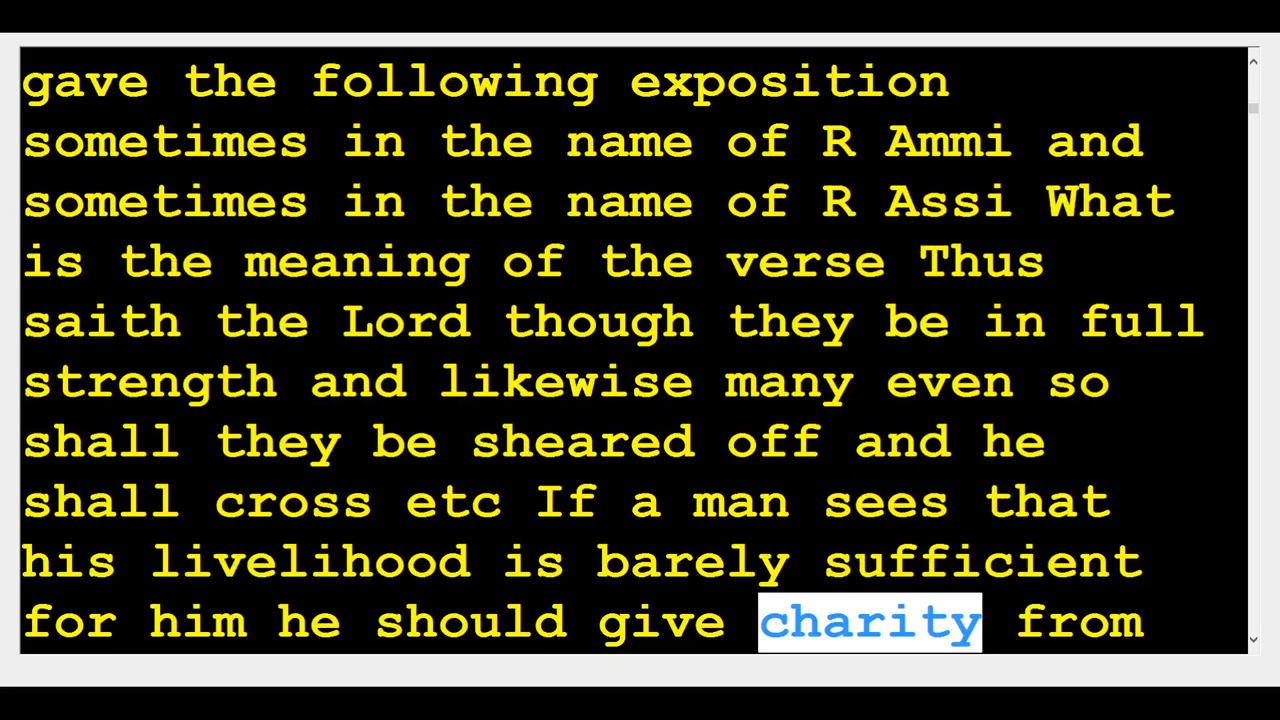 gave the following exposition
sometimes in the name of R Ammi and
sometimes in the name of R Assi What
is the meaning of the verse Thus
saith the Lord though they be in full
strength and likewise many even so
shall they be sheared off and he
shall cross etc If a man sees that
his livelihood is barely sufficient
for him he should give charity from